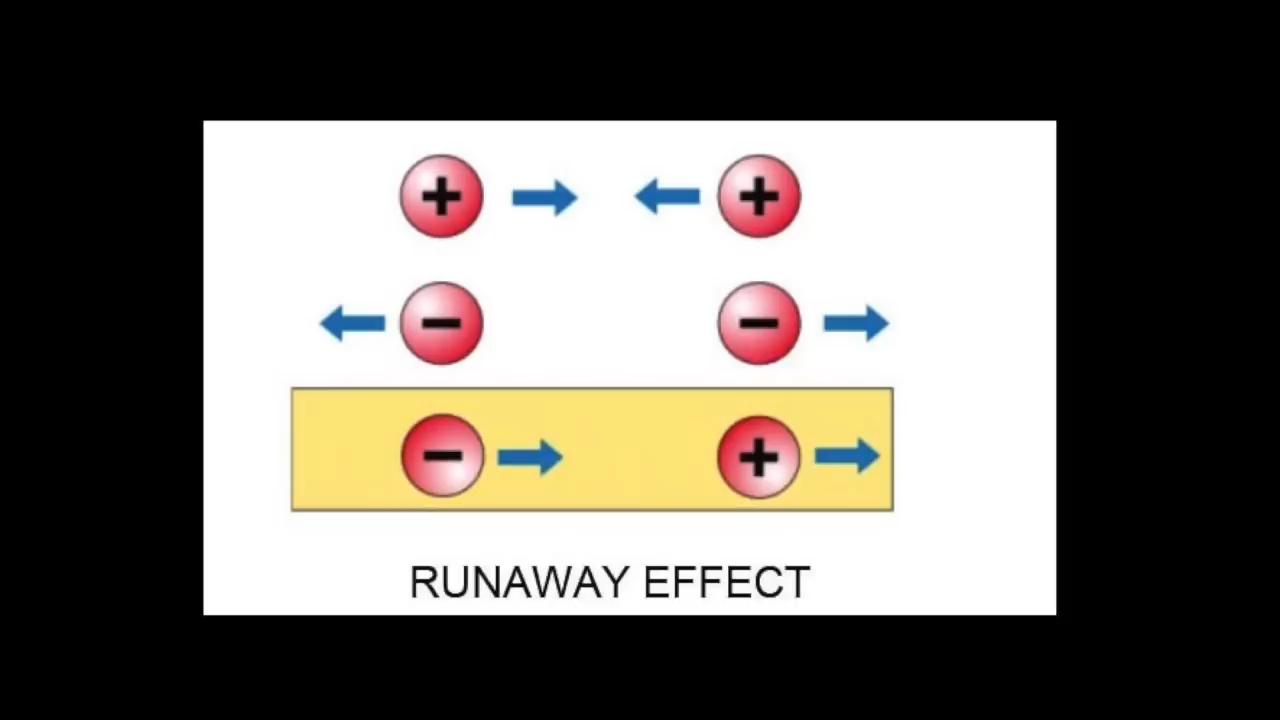 + +
- -
- +
RUNAWAY EFFECT